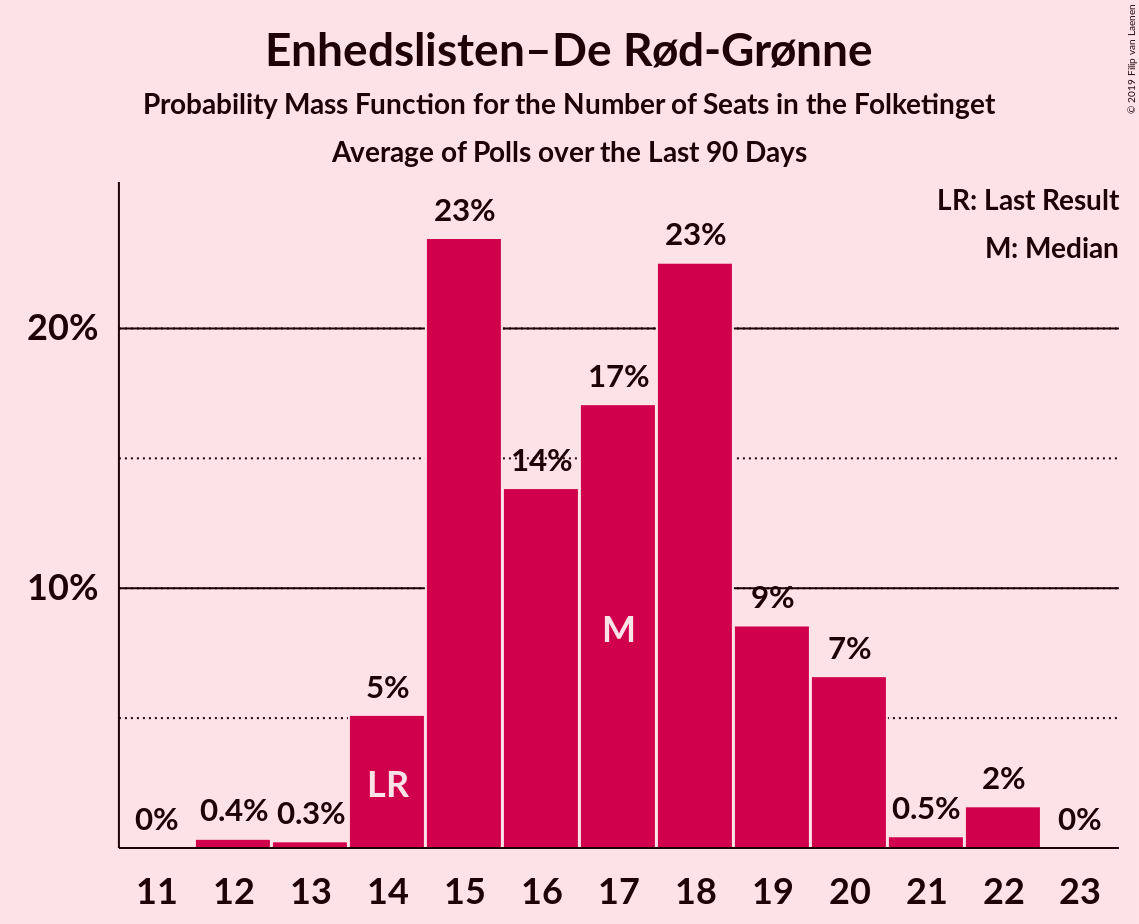 Enhedslisten–De Rød-Grønne
Probability Mass Function for the Number of Seats in the Folketinget
Average of Polls over the Last 90 Days
© 2019 Filip van Laenen
LR: Last Result
M: Median
20%
10%
0%
0.4%
0.3%
5%
23%
14%
17%
23%
9%
7%
0.5%
2%
0%
LR
M
11 12 13 14 15 16 17 18 19 20 21 22 23